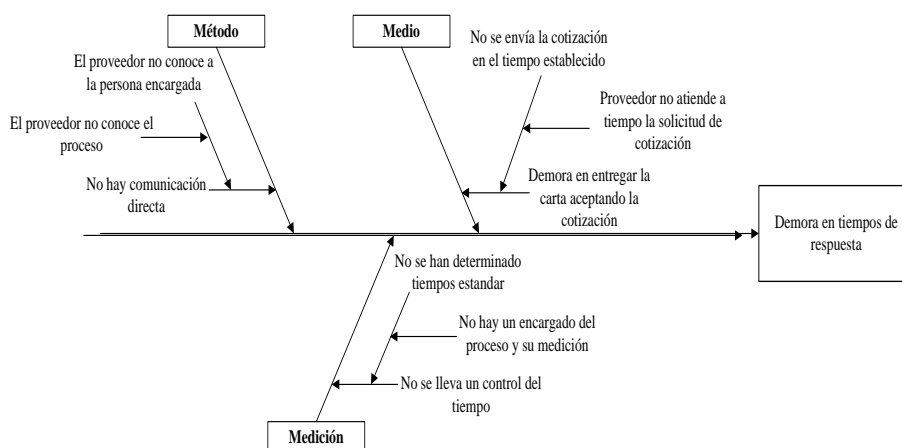 Método
Medio
El proveedor no conoce a
la persona encargada
No se envía la cotización
en el tiempo establecido
El proveedor no conoce el
proceso
Proveedor no atiende a
tiempo la solicitud de
cotización
No hay comunicación
directa
Demora en entregar la
carta aceptando la
cotización
Demora en tiempos de
respuesta
No se han determinado
tiempos estandar
No hay un encargado del
proceso y su medición
No se lleva un control del
tiempo
Medición